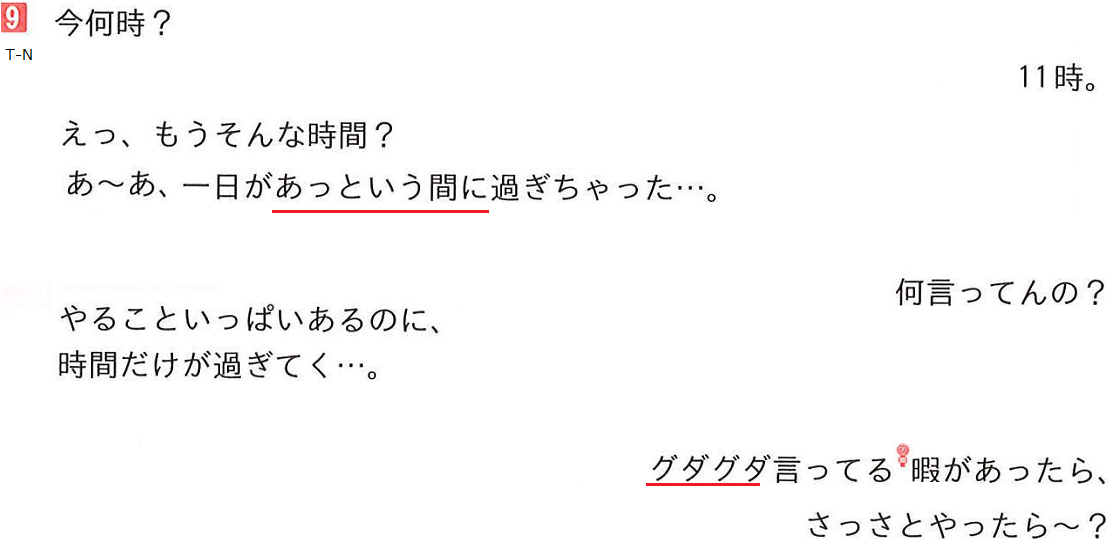 9 今何時？
T-N
11時。
えっ、もうそんな時間？
あ～あ、一日があっという間に過ぎちゃった…。
何言ってんの？
やることいっぱいあるのに、
時間だけが過ぎてく…。
グダグダ言ってる暇があったら、
さっさとやったら～？